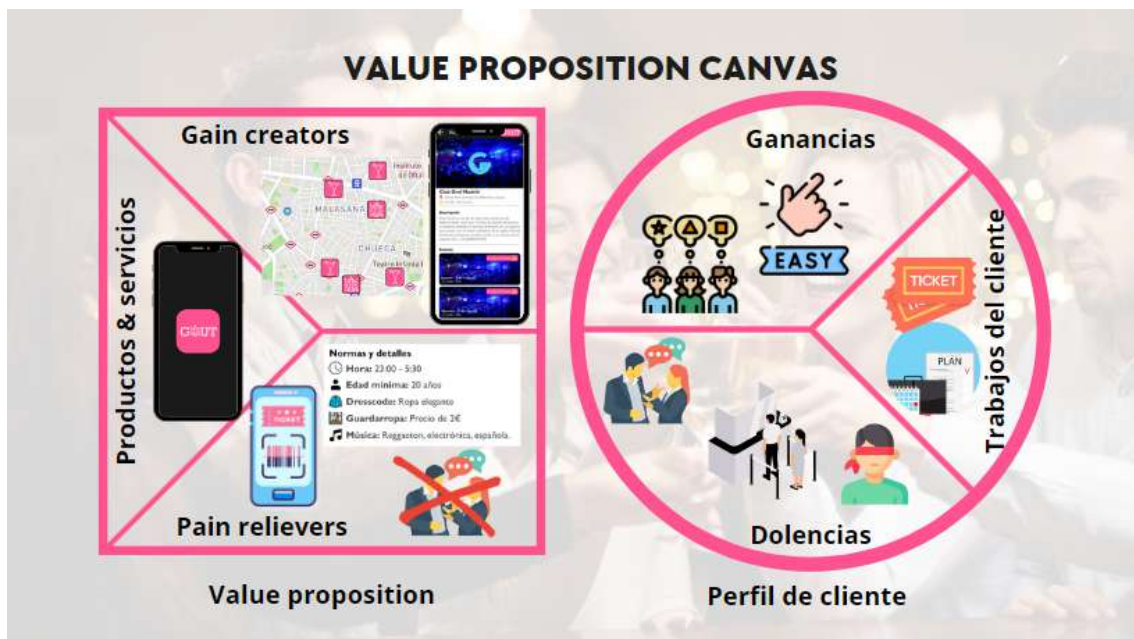 VALUE PROPOSITION CANVAS
Gain creators
MALASAÑA
CHUECA
Productos & servicios
GOUT
TICKET
Normas y detalles
Hora: 23:00 - 5:30
Edad mínima: 20 años
Dresscode: Ropa elegante
Guardarropa: Precio de 2€
Música: Reggaeton, electrónica, española.
Pain relievers
Value proposition
Ganancias
EASY
TICKET
PLAN
Trabajos del cliente
Dolencias
Perfil de cliente